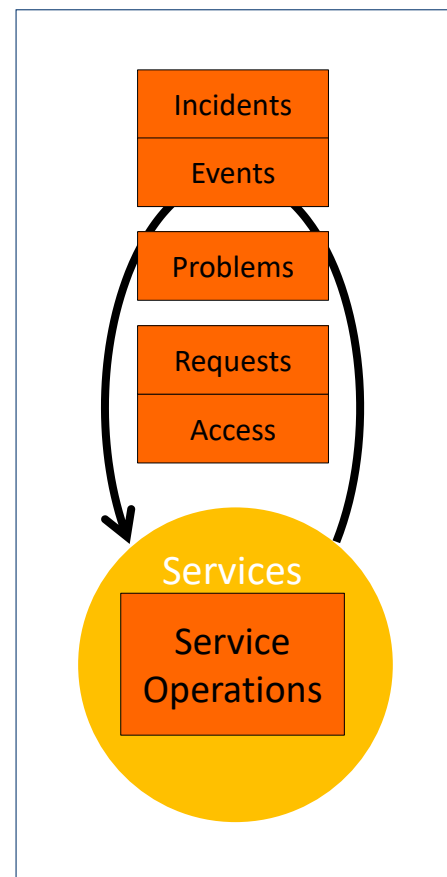 Incidents
Events
Problems
Requests
Access
Services
Service
Operations